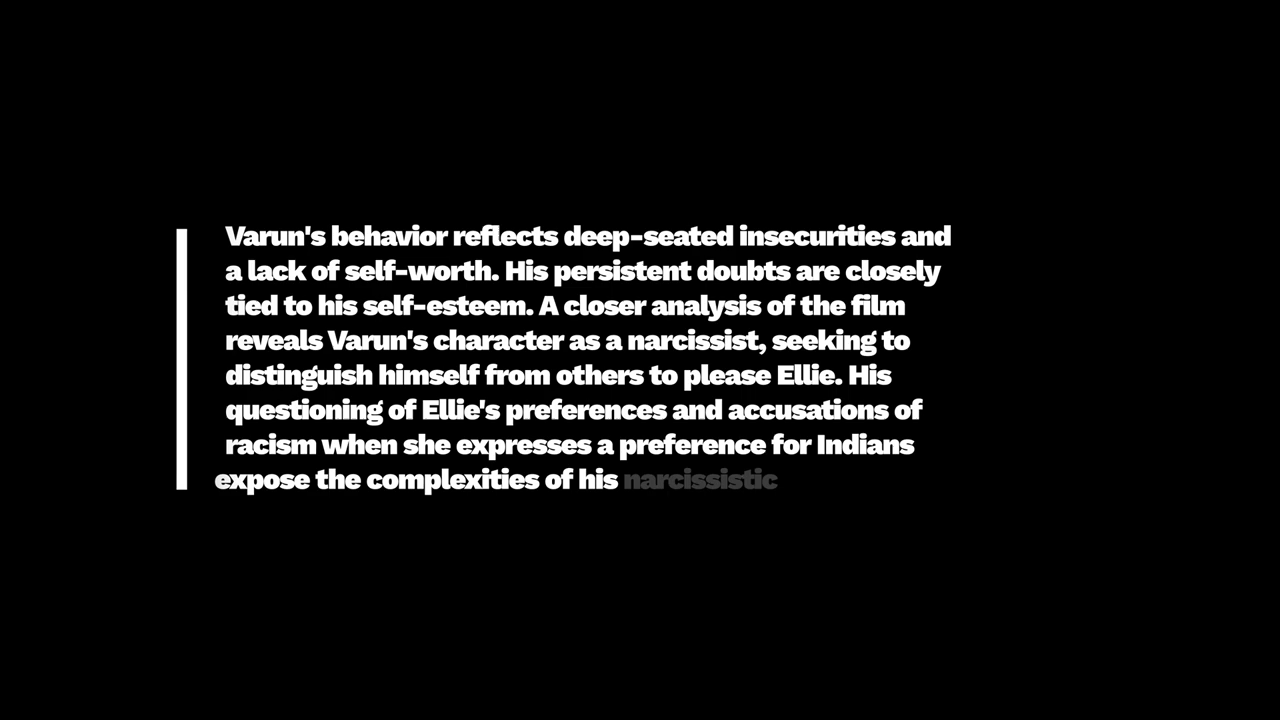 Varun's behavior reflects deep-seated insecurities and
a lack of self-worth. His persistent doubts are closely
tied to his self-esteem. A closer analysis of the film
reveals Varun's character as a narcissist, seeking to
distinguish himself from others to please Ellie. His
questioning of Ellie's preferences and accusations of
racism when she expresses a preference for Indians
expose the complexities of his narcissistic